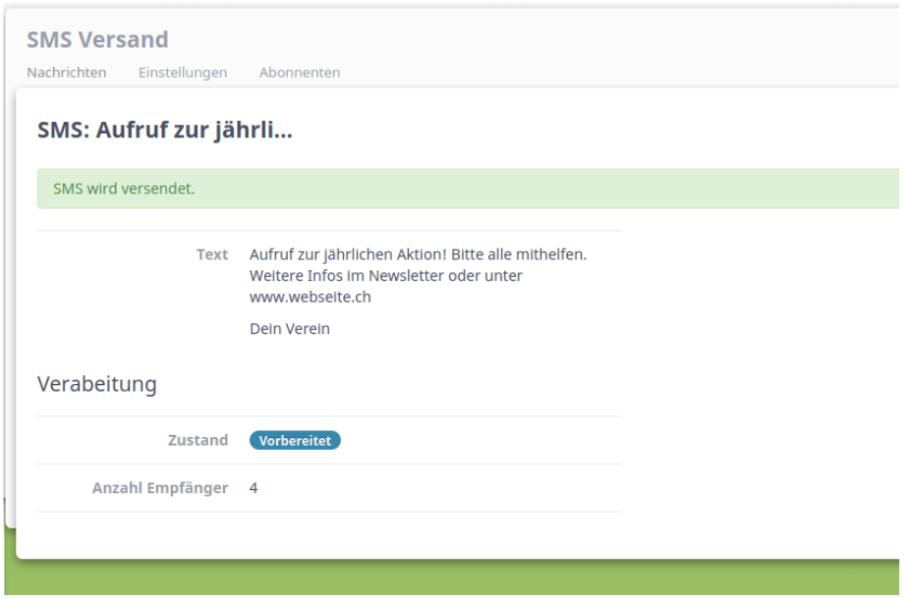 SMS Versand
Nachrichten Einstellungen Abonnenten
SMS: Aufruf zur jährli...
SMS wird versendet.
Text Aufruf zur jährlichen Aktion! Bitte alle mithelfen.
Weitere Infos im Newsletter oder unter
www.webseite.ch
Dein Verein
Verabeitung
Zustand Vorbereitet
Anzahl Empfänger 4